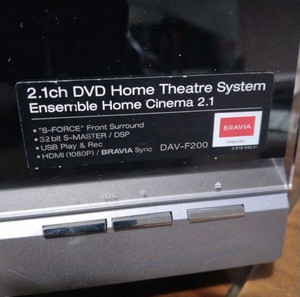 2.1ch DVD Home Theatre System
Ensemble Home Cinema 2.1
• "S-FORCE" Front Surround
• 32 bit S-MASTER / DSP
• USB Play & Rec
• HDMI (1080P) / BRAVIA Sync DAV-F200
BRAVIA
VOL